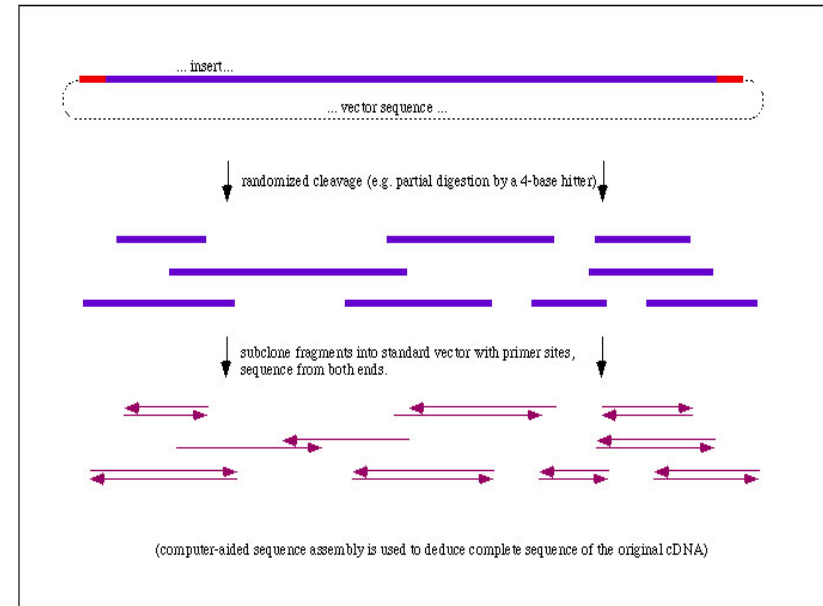 ... insert...
... vector sequence ...
randomized cleavage (e.g. partial digestion by a 4-base hitter)
subclone fragments into standard vector with primer sites,
sequence from both ends.
(computer-aided sequence assembly is used to deduce complete sequence of the original cDNA)